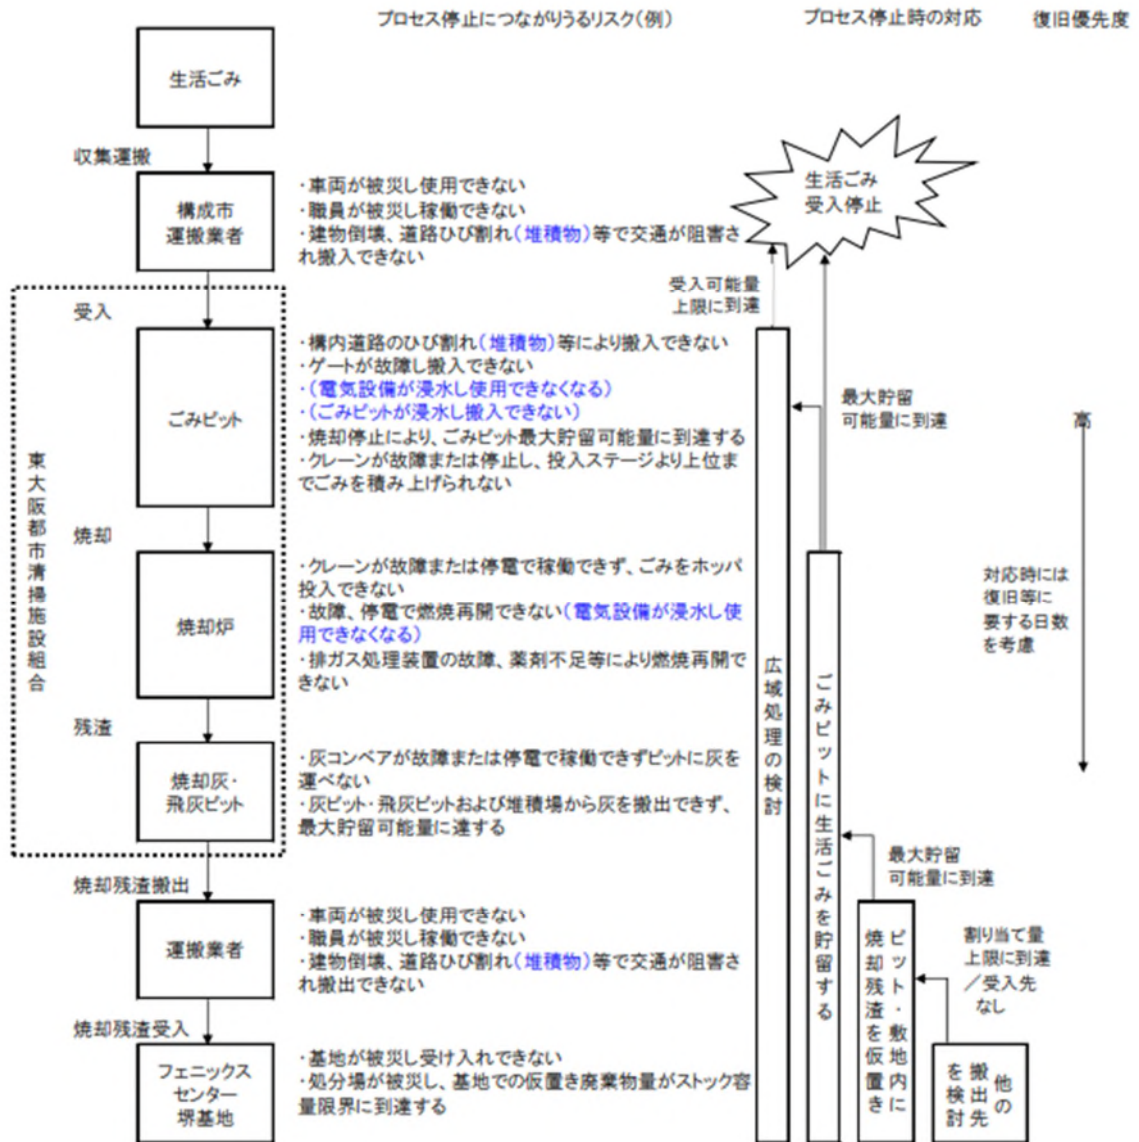 プロセス停止につながりうるリスク(例)
プロセス停止時の対応
復旧優先度
生活ごみ
収集運搬
構成市
運搬業者
・車両が被災し使用できない
・職員が被災し稼働できない
・建物倒壊、道路ひび割れ(堆積物)等で交通が阻害さ
れ搬入できない
生活ごみ
受入停止
受入可能量
上限に到達
東大阪都市清掃施設組合
受入
ごみピット
・構内道路のひび割れ(堆積物)等により搬入できない
・ゲートが故障し搬入できない
・(電気設備が浸水し使用できなくなる)
・(ごみピットが浸水し搬入できない)
・焼却停止により、ごみピット最大貯留可能量に到達する
・クレーンが故障または停止し、投入ステージより上位ま
でごみを積み上げられない
最大貯留
可能量に到達
高
焼却
焼却炉
・クレーンが故障または停電で稼働できず、ごみをホッパ
投入できない
・故障、停電で燃焼再開できない(電気設備が浸水し使
用できなくなる)
・排ガス処理装置の故障、薬剤不足等により燃焼再開で
きない
対応時には
復旧等に
要する日数
を考慮
広域処理の検討
ごみピットに生活ごみを貯留する
残渣
焼却灰・
飛灰ピット
・灰コンベアが故障または停電で稼働できずピットに灰を
運べない
・灰ピット・飛灰ピットおよび堆積場から灰を搬出できず、
最大貯留可能量に達する
最大貯留
可能量に到達
焼却残渣搬出
運搬業者
・車両が被災し使用できない
・職員が被災し稼働できない
・建物倒壊、道路ひび割れ(堆積物)等で交通が阻害さ
れ搬出できない
ピット・敷地内に
焼却残渣を仮置き
割り当て量
上限に到達
/受入先
なし
焼却残渣受入
フェニックス
センター
堺基地
・基地が被災し受け入れできない
・処分場が被災し、基地での仮置き廃棄物量がストック容
量限界に到達する
他の
搬出先
を検討